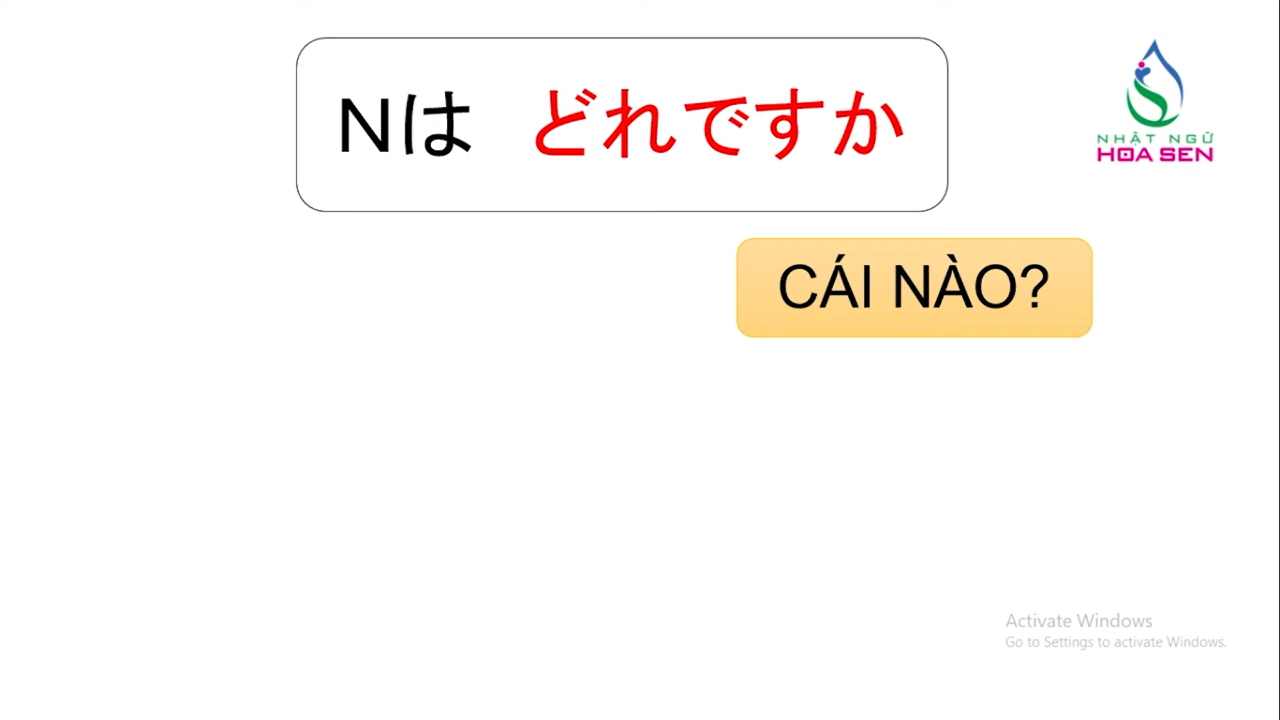 Nは どれですか
NHẬT NGỮ
HOA SEN
CÁI NÀO?
Activate Windows
Go to Settings to activate Windows.